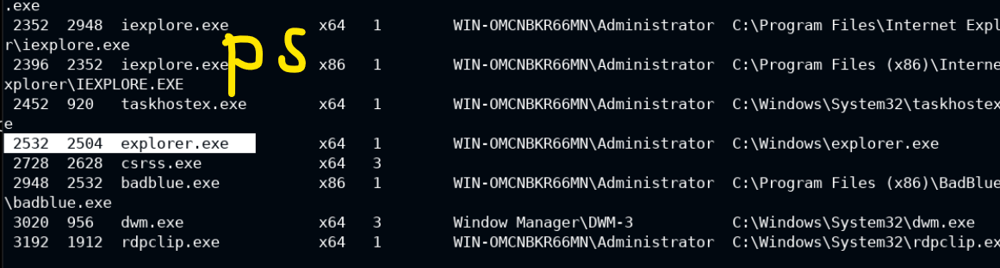 .exe
2352 2948 iexplore.exe x64 1 WIN-OMCNBKR66MN\Administrator C:\Program Files\Internet Expl
r\iexplore.exe
ps
2396 2352 iexplore.exe x86 1 WIN-OMCNBKR66MN\Administrator C:\Program Files (x86)\Interne
xplorer\IEXPLORE.EXE
2452 920 taskhostex.exe x64 1 WIN-OMCNBKR66MN\Administrator C:\Windows\System32\taskhostex
e
2532 2504 explorer.exe x64 1 WIN-OMCNBKR66MN\Administrator C:\Windows\explorer.exe
2728 2628 csrss.exe x64 3
2948 2532 badblue.exe x86 1 WIN-OMCNBKR66MN\Administrator C:\Program Files (x86)\BadBlue
\badblue.exe
3020 956 dwm.exe x64 3 Window Manager\DWM-3 C:\Windows\System32\dwm.exe
3192 1912 rdpclip.exe x64 1 WIN-OMCNBKR66MN\Administrator C:\Windows\System32\rdpclip.ex